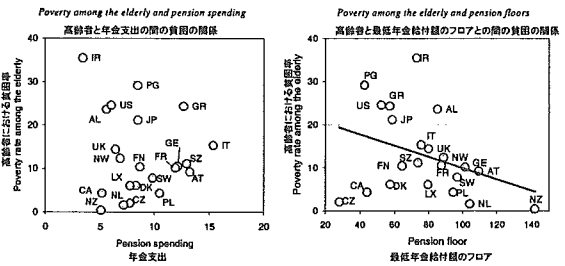 Poverty among the elderly and pension spending
高齢者と年金支出の間の貧困の関係
高齢者における貧困率
Poverty rate among the elderly
40
30
20
10
0
IR
PG
US
AL
GR
JP
UK
NW
IT
GE
FR
FN
SZ
AT
SW
LX
DK
PL
CA
NL
CZ
NZ
0
5
10
15
20
Pension spending
年金支出
Poverty among the elderly and pension floors
高齢者と最低年金給付額のフロアとの間の貧困の関係
高齢者における貧困率
Poverty rate among the elderly
40
30
20
10
0
IR
PG
GR
US
AL
JP
IT
UK
SZ
NW
GE
FN
FR
AT
SW
DK
LX
CA
PL
CZ
NL
NZ
20
40
60
80
100
120
140
Pension floor
最低年金給付額のフロア